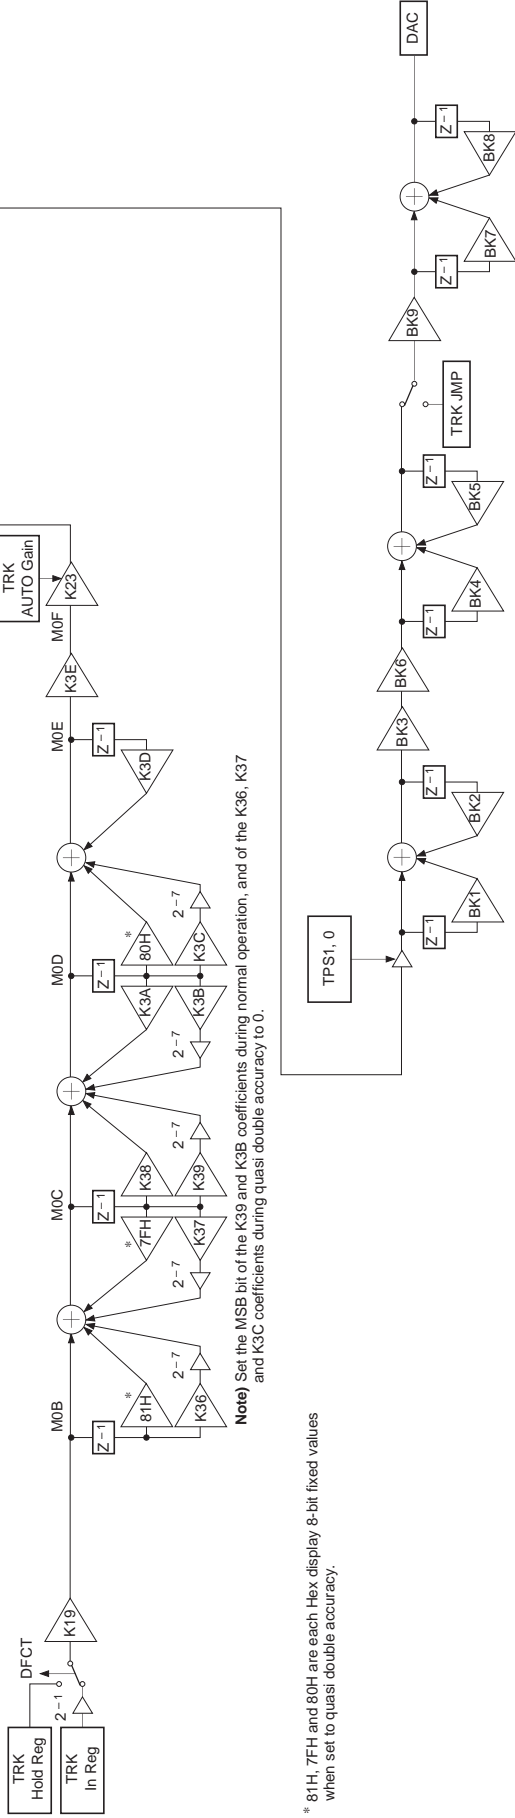 TRK
Hold Reg
TRK
In Reg
2 – 1
DFCT
K19
M0B
Z – 1
81H
*
K36
2 – 7
7FH
*
K37
2 – 7
M0C
Z – 1
K38
K39
2 – 7
K3A
K3B
2 – 7
M0D
Z – 1
80H
*
K3C
2 – 7
K3D
Z – 1
M0E
K3E
M0F
K23
TRK
AUTO Gain
Note) Set the MSB bit of the K39 and K3B coefficients during normal operation, and of the K36, K37
and K3C coefficients during quasi double accuracy to 0.
TPS1, 0
Z – 1
BK1
Z – 1
BK2
BK3
BK6
Z – 1
BK4
Z – 1
BK5
TRK JMP
BK9
Z – 1
BK7
Z – 1
BK8
DAC
* 81H, 7FH and 80H are each Hex display 8-bit fixed values
when set to quasi double accuracy.